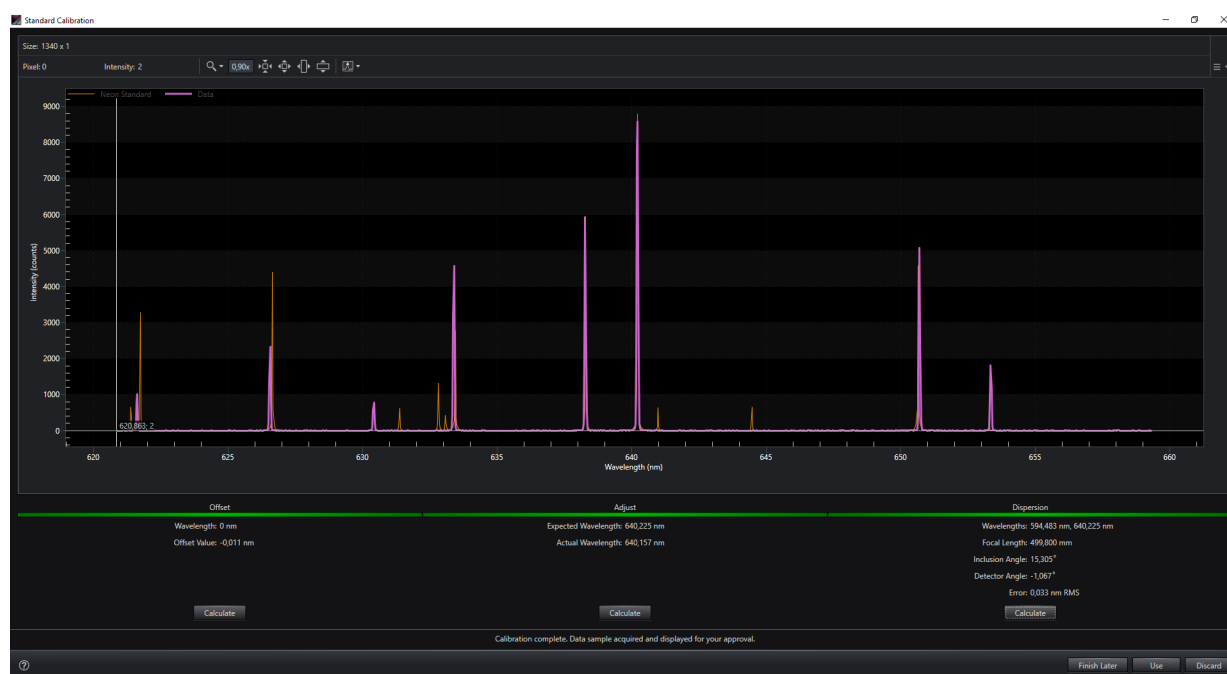 Standard Calibration
Size: 1340 x 1
Pixel: 0 Intensity: 2 0,90x
Neon Standard Data
9000
8000
7000
6000
5000
4000
3000
2000
1000
0
Intensity (counts)
620,863; 2
620 625 630 635 640 645 650 655 660
Wavelength (nm)
Offset Adjust Dispersion
Wavelength: 0 nm Expected Wavelength: 640,225 nm Wavelengths: 594,483 nm, 640,225 nm
Offset Value: -0,011 nm Actual Wavelength: 640,157 nm Focal Length: 499,800 mm
Inclusion Angle: 15,305°
Detector Angle: -1,067°
Error: 0,033 nm RMS
Calculate Calculate Calculate
Calibration complete. Data sample acquired and displayed for your approval.
Finish Later Use Discard